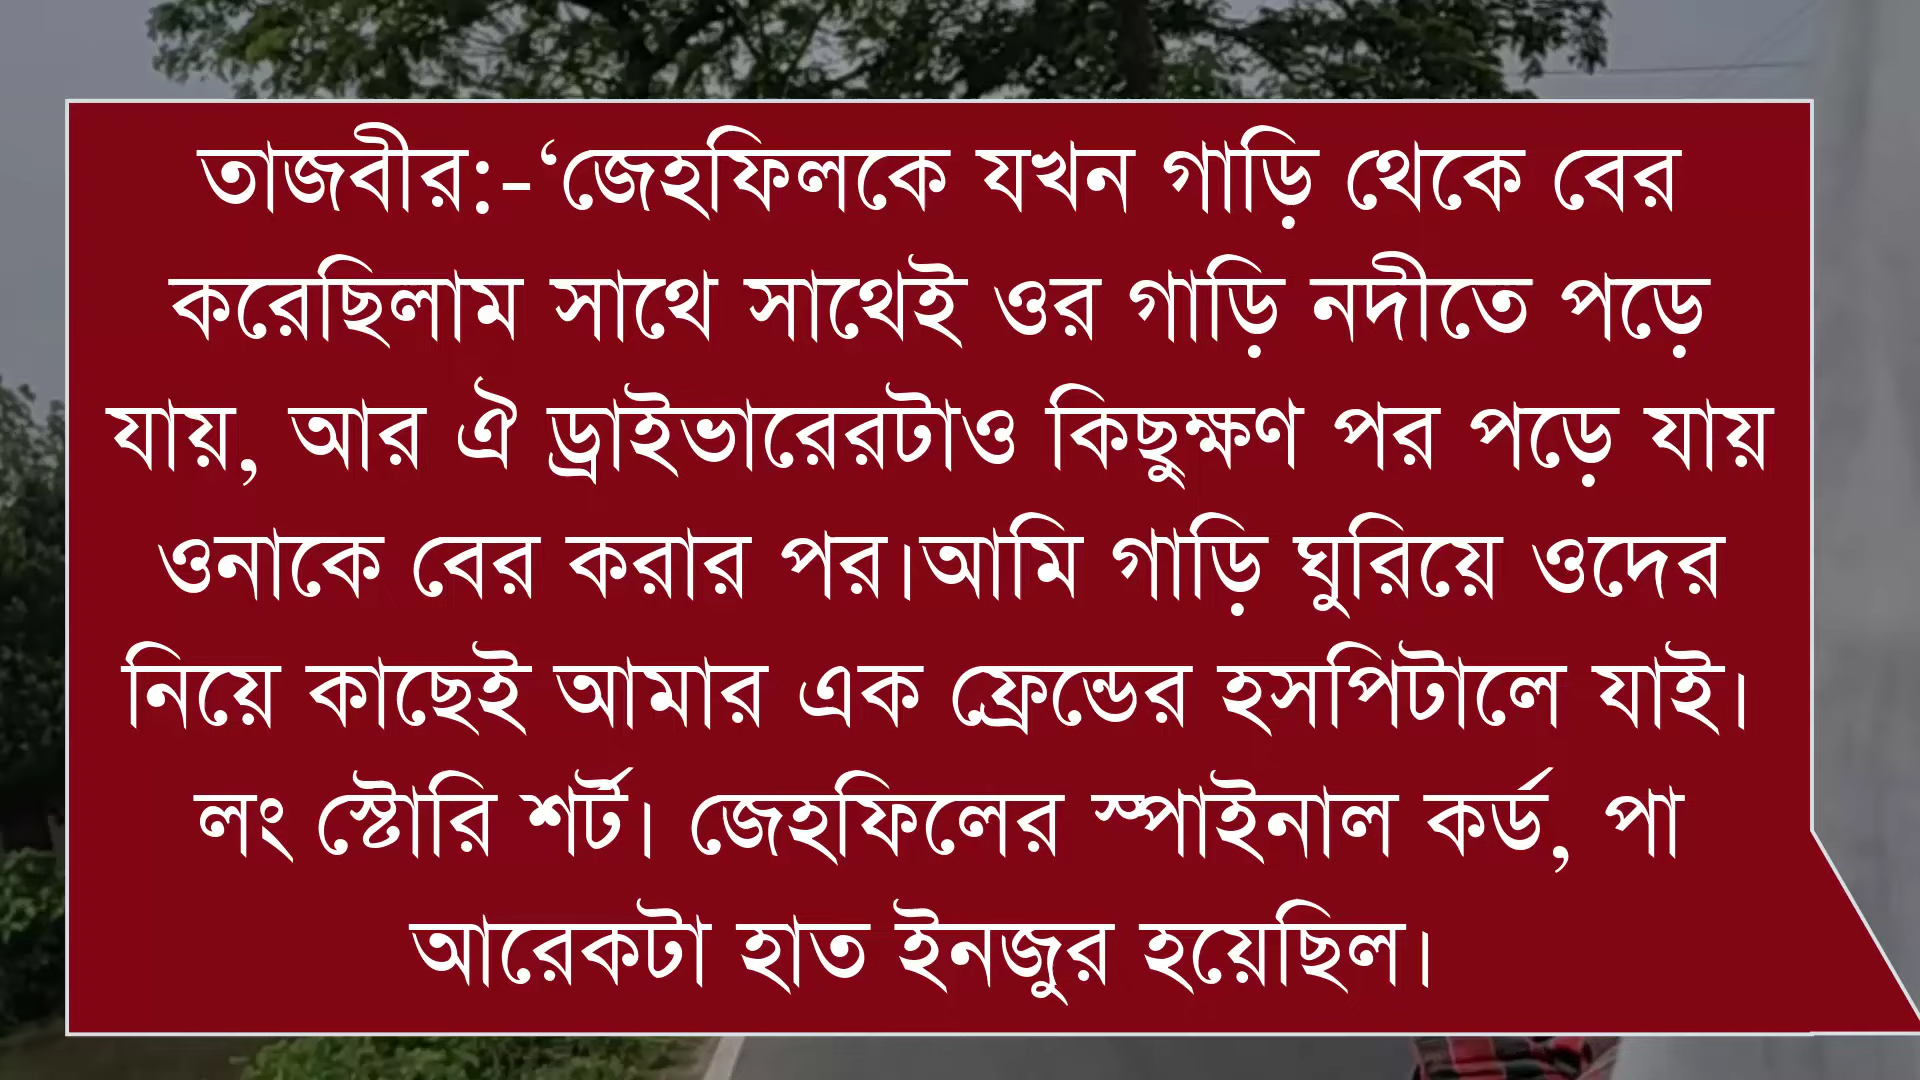 তাজবীর:-‘জেহফিলকে যখন গাড়ি থেকে বের
করেছিলাম সাথে সাথেই ওর গাড়ি নদীতে পড়ে
যায়, আর ঐ ড্রাইভারেরটাও কিছুক্ষণ পর পড়ে যায়
ওনাকে বের করার পর।আমি গাড়ি ঘুরিয়ে ওদের
নিয়ে কাছেই আমার এক ফ্রেন্ডের হসপিটালে যাই।
লং স্টোরি শর্ট। জেহফিলের স্পাইনাল কর্ড, পা
আরেকটা হাত ইনজুর হয়েছিল।